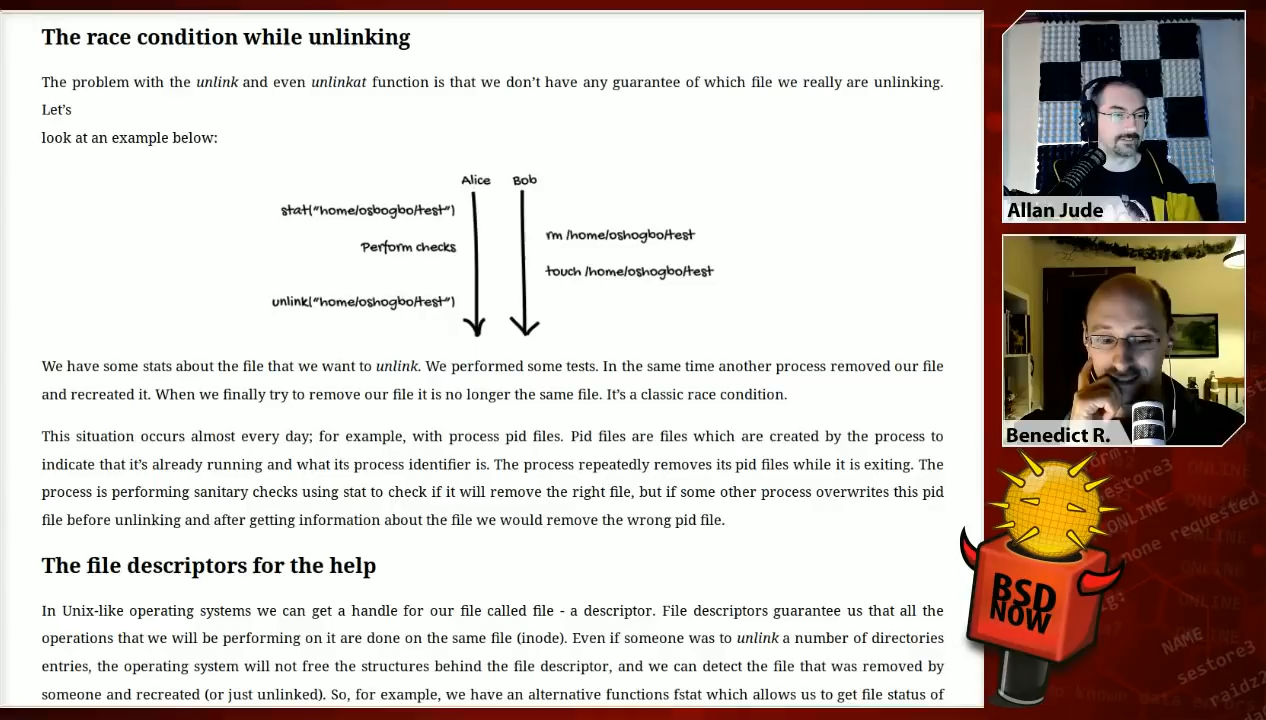 The race condition while unlinking
The problem with the unlink and even unlinkat function is that we don't have any guarantee of which file we really are unlinking.
Let's
look at an example below:
Alice Bob
stat("home/osbogbo/test")
rm /home/oshogbo/test
Perform checks
touch /home/oshogbo/test
unlink("home/oshogbo/test")
We have some stats about the file that we want to unlink. We performed some tests. In the same time another process removed our file
and recreated it. When we finally try to remove our file it is no longer the same file. It's a classic race condition.
This situation occurs almost every day; for example, with process pid files. Pid files are files which are created by the process to
indicate that it's already running and what its process identifier is. The process repeatedly removes its pid files while it is exiting. The
process is performing sanitary checks using stat to check if it will remove the right file, but if some other process overwrites this pid
file before unlinking and after getting information about the file we would remove the wrong pid file.
The file descriptors for the help
In Unix-like operating systems we can get a handle for our file called file - a descriptor. File descriptors guarantee us that all the
operations that we will be performing on it are done on the same file (inode). Even if someone was to unlink a number of directories
entries, the operating system will not free the structures behind the file descriptor, and we can detect the file that was removed by
someone and recreated (or just unlinked). So, for example, we have an alternative functions fstat which allows us to get file status of
Allan Jude
Benedict R.
BSD
NOW
ONLINE
ONLINE
none requested
ONLINE
NAME
sestore3
raidz2